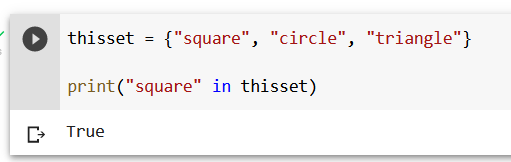 thisset = {"square", "circle", "triangle"}
print("square" in thisset)
True